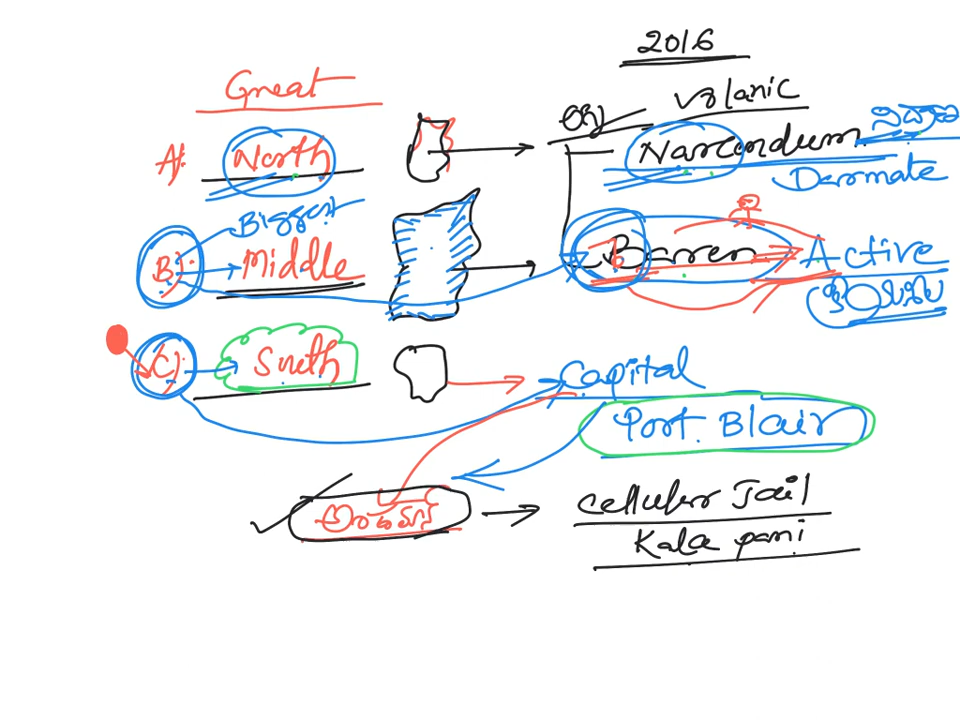 2016
Great
volanic
A). North
Narcondum
Dormate
Biggest
B). Middle
Barren
Active
C). South
Capital
Port. Blair
Cellular Jail
Kala pani